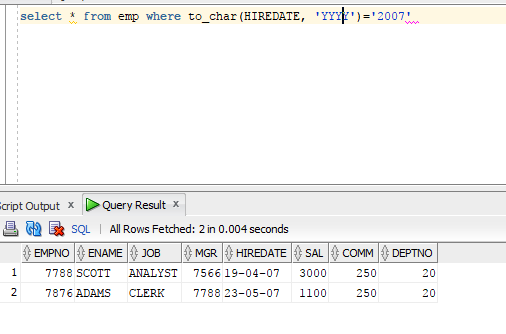 select * from emp where to_char(HIREDATE, 'YYYY')='2007'
Script Output x Query Result x
SQL | All Rows Fetched: 2 in 0.004 seconds
EMPNO ENAME JOB MGR HIREDATE SAL COMM DEPTNO
1 7788 SCOTT ANALYST 7566 19-04-07 3000 250 20
2 7876 ADAMS CLERK 7788 23-05-07 1100 250 20